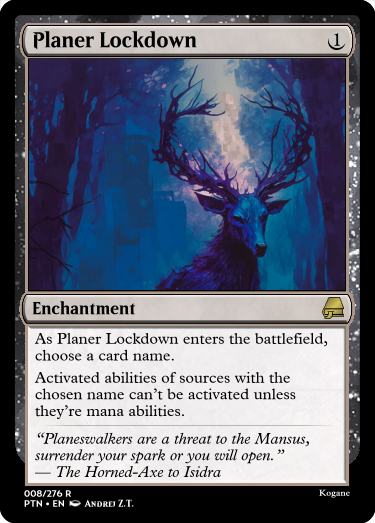 Planer Lockdown 1
Enchantment
As Planer Lockdown enters the battlefield,
choose a card name.
Activated abilities of sources with the
chosen name can't be activated unless
they're mana abilities.
“Planeswalkers are a threat to the Mansus,
surrender your spark or you will open.”
— The Horned-Axe to Isidra
008/276 R
PTN • EN Andrei Z.T.
Kogane